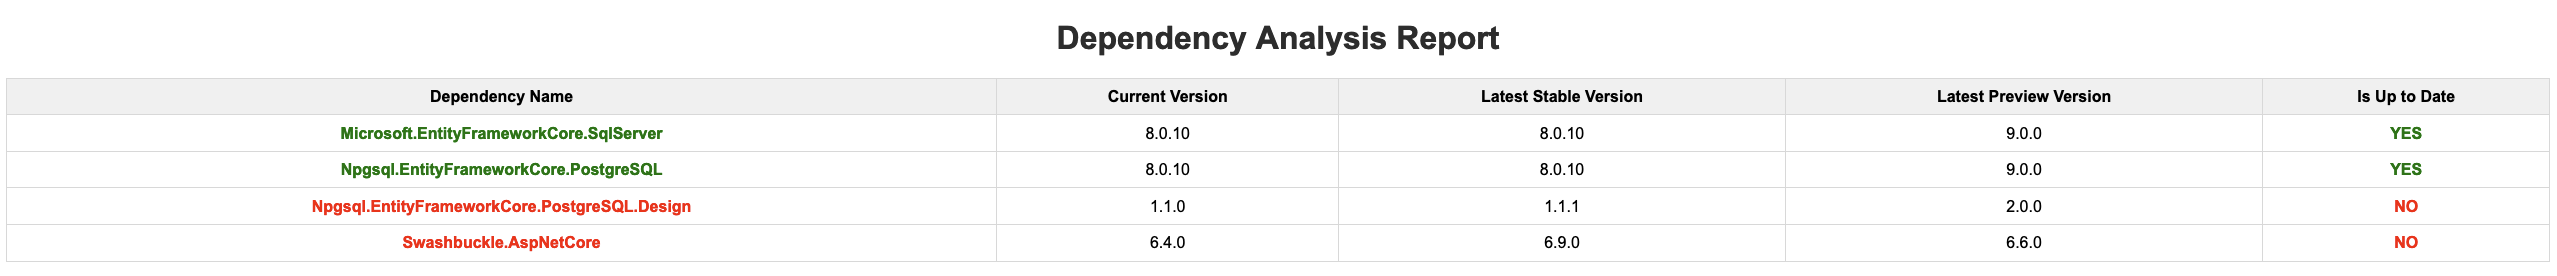 Dependency Analysis Report
Dependency Name Current Version Latest Stable Version Latest Preview Version Is Up to Date
Microsoft.EntityFrameworkCore.SqlServer 8.0.10 8.0.10 9.0.0 YES
Npgsql.EntityFrameworkCore.PostgreSQL 8.0.10 8.0.10 9.0.0 YES
Npgsql.EntityFrameworkCore.PostgreSQL.Design 1.1.0 1.1.1 2.0.0 NO
Swashbuckle.AspNetCore 6.4.0 6.9.0 6.6.0 NO